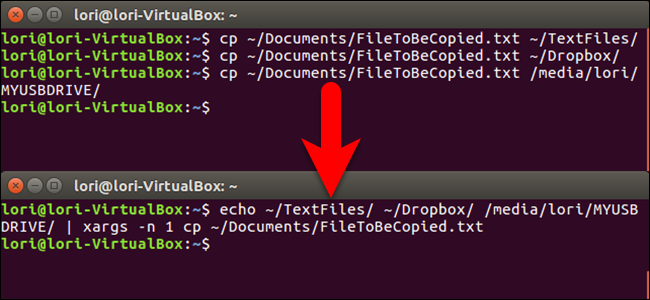 lori@lori-VirtualBox: ~
lori@lori-VirtualBox:~$ cp ~/Documents/FileToBeCopied.txt ~/TextFiles/
lori@lori-VirtualBox:~$ cp ~/Documents/FileToBeCopied.txt ~/Dropbox/
lori@lori-VirtualBox:~$ cp ~/Documents/FileToBeCopied.txt /media/lori/
MYUSBDRIVE/
lori@lori-VirtualBox:~$
lori@lori-VirtualBox: ~
lori@lori-VirtualBox:~$ echo ~/TextFiles/ ~/Dropbox/ /media/lori/MYUSB
DRIVE/ | xargs -n 1 cp ~/Documents/FileToBeCopied.txt
lori@lori-VirtualBox:~$